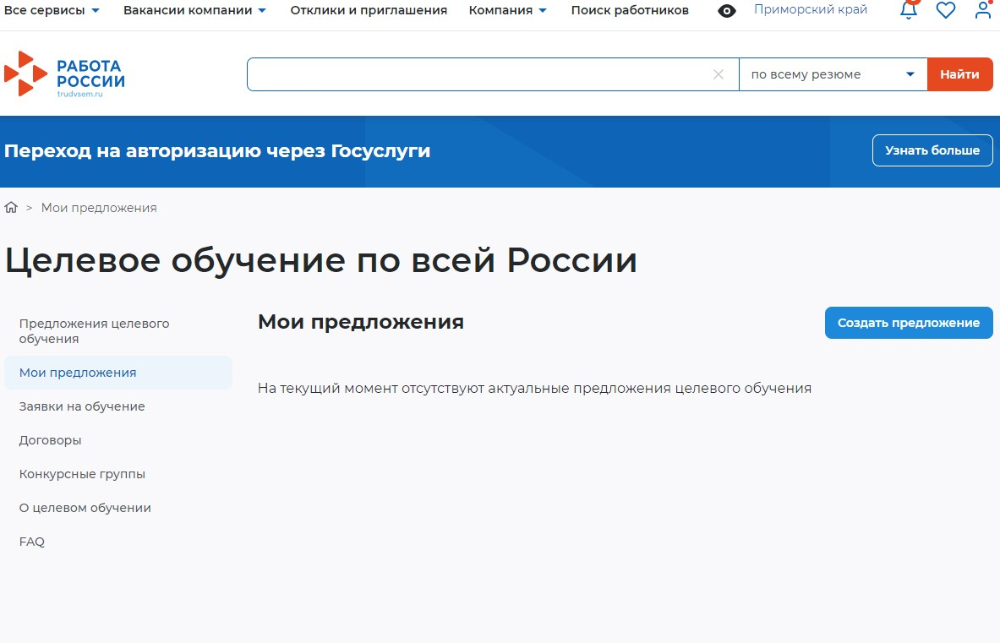 Все сервисы Вакансии компании Отклики и приглашения Компания Поиск работников Приморский край
РАБОТА
РОССИИ
trudvsem.ru
по всему резюме Найти
Переход на авторизацию через Госуслуги Узнать больше
> Мои предложения
Целевое обучение по всей России
Предложения целевого
обучения
Мои предложения
Заявки на обучение
Договоры
Конкурсные группы
О целевом обучении
FAQ
Мои предложения Создать предложение
На текущий момент отсутствуют актуальные предложения целевого обучения